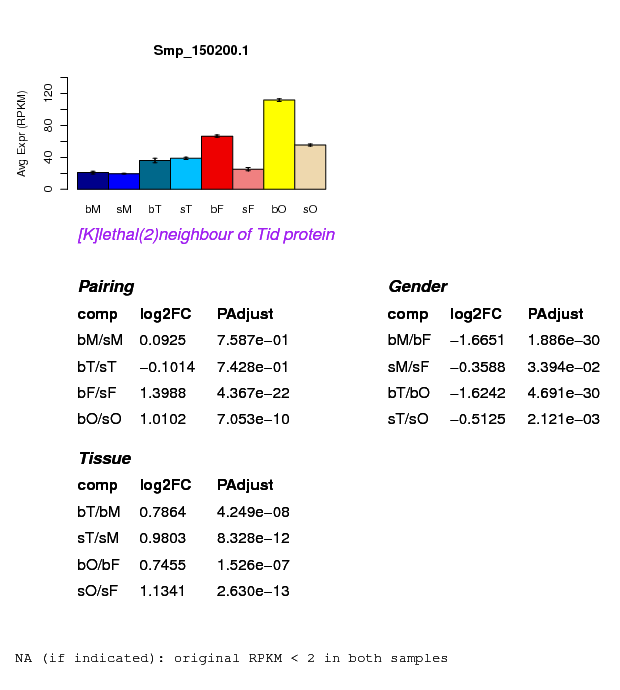 Smp_150200.1
Avg Expr (RPKM)
0 40 80 120
bM sM bT sT bF sF bO sO
[K]lethal(2)neighbour of Tid protein
Pairing
comp log2FC PAdjust
bM/sM 0.0925 7.587e−01
bT/sT −0.1014 7.428e−01
bF/sF 1.3988 4.367e−22
bO/sO 1.0102 7.053e−10
Gender
comp log2FC PAdjust
bM/bF −1.6651 1.886e−30
sM/sF −0.3588 3.394e−02
bT/bO −1.6242 4.691e−30
sT/sO −0.5125 2.121e−03
Tissue
comp log2FC PAdjust
bT/bM 0.7864 4.249e−08
sT/sM 0.9803 8.328e−12
bO/bF 0.7455 1.526e−07
sO/sF 1.1341 2.630e−13
NA (if indicated): original RPKM < 2 in both samples